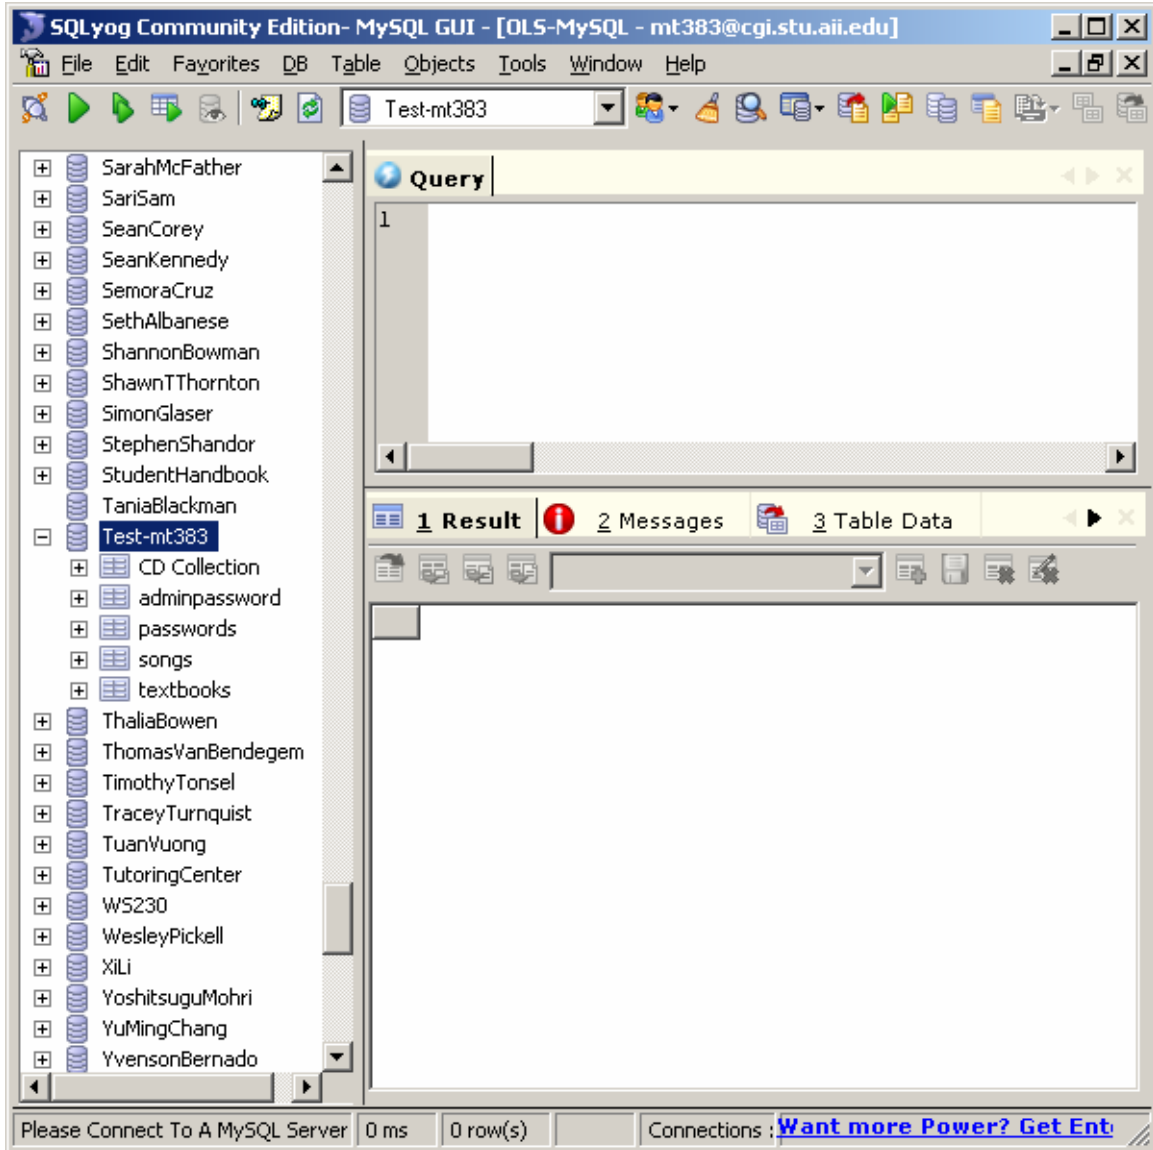 SQLyog Community Edition- MySQL GUI - [OLS-MySQL - mt383@cgi.stu.aii.edu]
File Edit Favorites DB Table Objects Tools Window Help
Test-mt383
SarahMcFather
SariSam
SeanCorey
SeanKennedy
SemoraCruz
SethAlbanese
ShannonBowman
ShawnTThornton
SimonGlaser
StephenShandor
StudentHandbook
TaniaBlackman
Test-mt383
CD Collection
adminpassword
passwords
songs
textbooks
ThaliaBowen
ThomasVanBendegem
TimothyTonsel
TraceyTurnquist
TuanVuong
TutoringCenter
WS230
WesleyPickell
XiLi
YoshitsuguMohri
YuMingChang
YvensonBernado
Query
1
1 Result 2 Messages 3 Table Data
Please Connect To A MySQL Server 0 ms 0 row(s) Connections : Want more Power? Get Ent